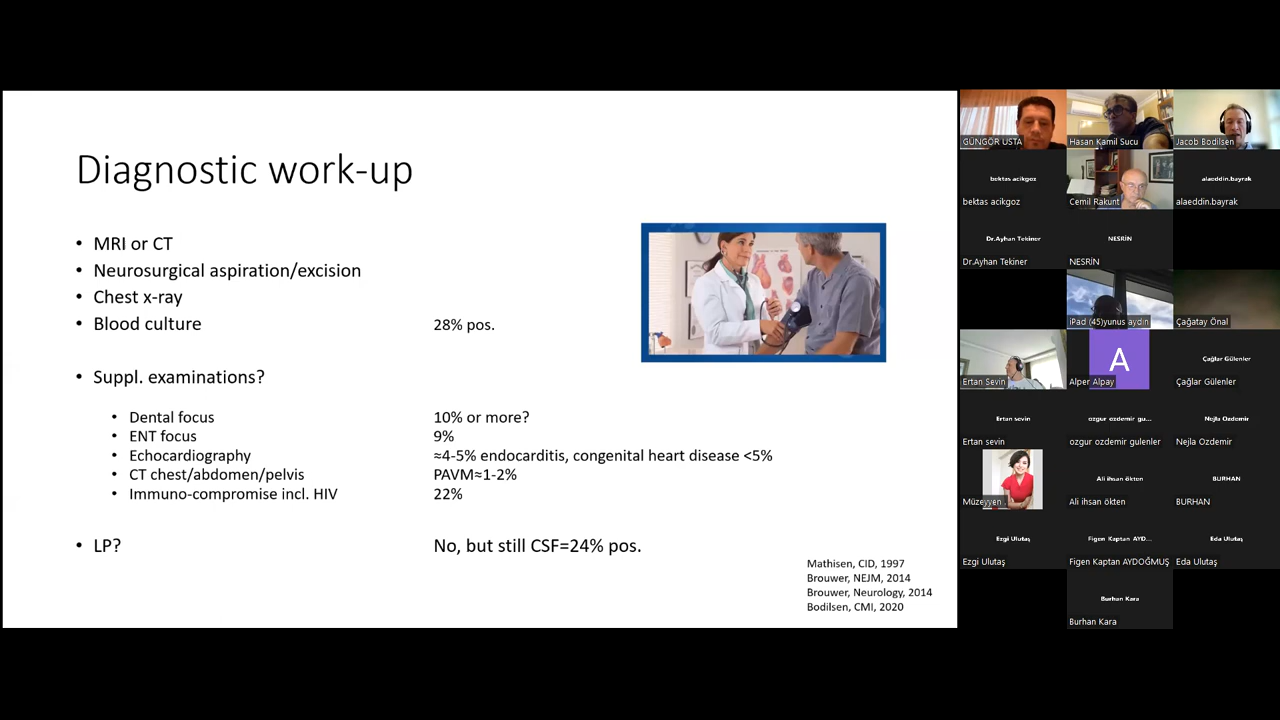 Diagnostic work-up
• MRI or CT
• Neurosurgical aspiration/excision
• Chest x-ray
• Blood culture 28% pos.
• Suppl. examinations?
• Dental focus 10% or more?
• ENT focus 9%
• Echocardiography ≈4-5% endocarditis, congenital heart disease <5%
• CT chest/abdomen/pelvis PAVM≈1-2%
• Immuno-compromise incl. HIV 22%
• LP? No, but still CSF=24% pos.
Mathisen, CID, 1997
Brouwer, NEJM, 2014
Brouwer, Neurology, 2014
Bodilsen, CMI, 2020
GÜNGÖR USTA
Hasan Kamil Sucu
Jacob Bodilsen
bektas acikgoz
bektas acikgoz
Cemil Rakunt
alaeddin.bayrak
alaeddin.bayrak
Dr.Ayhan Tekiner
Dr.Ayhan Tekiner
NESRİN
NESRİN
iPad (45)yunus aydın
Çağatay Önal
Ertan Sevin
A
Alper Alpay
Çağlar Gülenler
Çağlar Gülenler
Ertan sevin
Ertan sevin
ozgur ozdemir gu...
ozgur ozdemir gulenler
Nejla Ozdemir
Nejla Ozdemir
Müzeyyen
Ali ihsan ökten
Ali ihsan ökten
BURHAN
BURHAN
Ezgi Ulutaş
Ezgi Ulutaş
Figen Kaptan AYD...
Figen Kaptan AYDOĞMUŞ
Eda Ulutaş
Eda Ulutaş
Burhan Kara
Burhan Kara